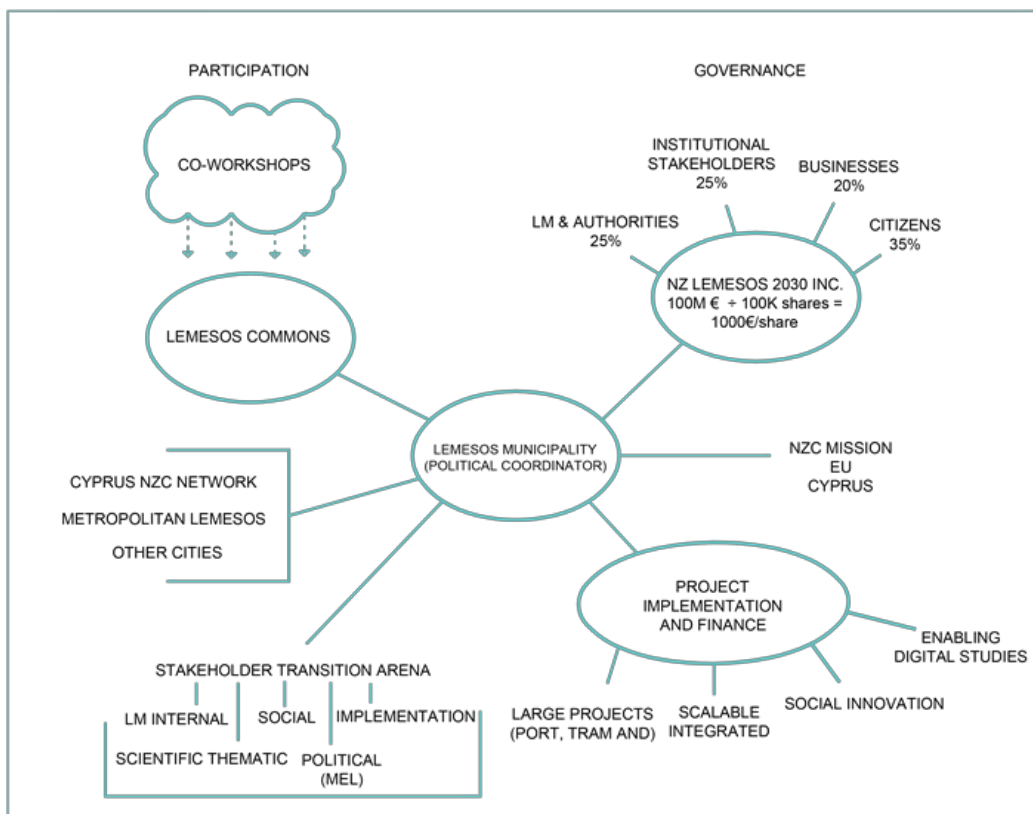 PARTICIPATION
GOVERNANCE
CO-WORKSHOPS
INSTITUTIONAL
STAKEHOLDERS
25%
BUSINESSES
20%
LM & AUTHORITIES
25%
CITIZENS
35%
NZ LEMESOS 2030 INC.
100M € ÷ 100K shares =
1000€/share
LEMESOS COMMONS
LEMESOS MUNICIPALITY
(POLITICAL COORDINATOR)
NZC MISSION
EU
CYPRUS
CYPRUS NZC NETWORK
METROPOLITAN LEMESOS
OTHER CITIES
PROJECT
IMPLEMENTATION
AND FINANCE
ENABLING
DIGITAL STUDIES
SOCIAL INNOVATION
SCALABLE
INTEGRATED
LARGE PROJECTS
(PORT, TRAM AND)
STAKEHOLDER TRANSITION ARENA
LM INTERNAL
SOCIAL
IMPLEMENTATION
SCIENTIFIC THEMATIC
POLITICAL
(MEL)